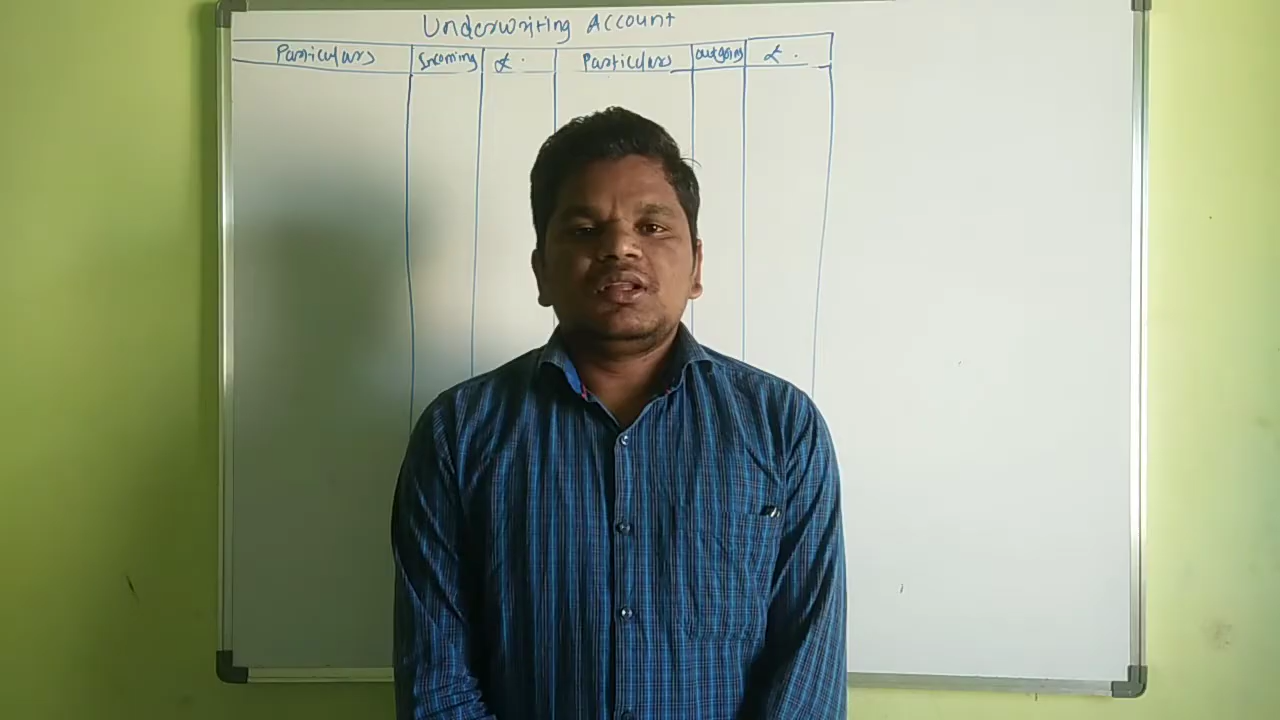 Underwriting Account
Particulars Incoming ₹. Particulars outgoing ₹.